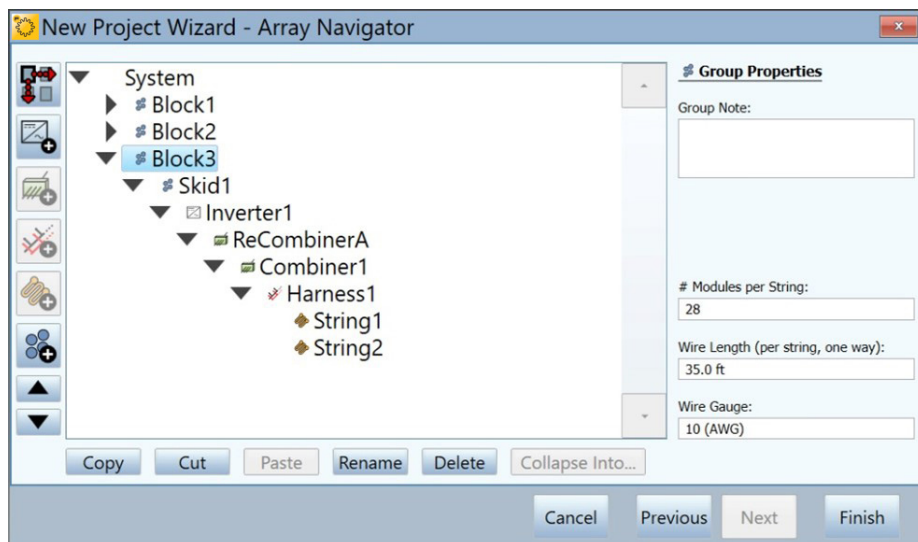 New Project Wizard - Array Navigator
System
Block1
Block2
Block3
Skid1
Inverter1
ReCombinerA
Combiner1
Harness1
String1
String2
Group Properties
Group Note:
# Modules per String:
28
Wire Length (per string, one way):
35.0 ft
Wire Gauge:
10 (AWG)
Copy Cut Paste Rename Delete Collapse Into...
Cancel Previous Next Finish